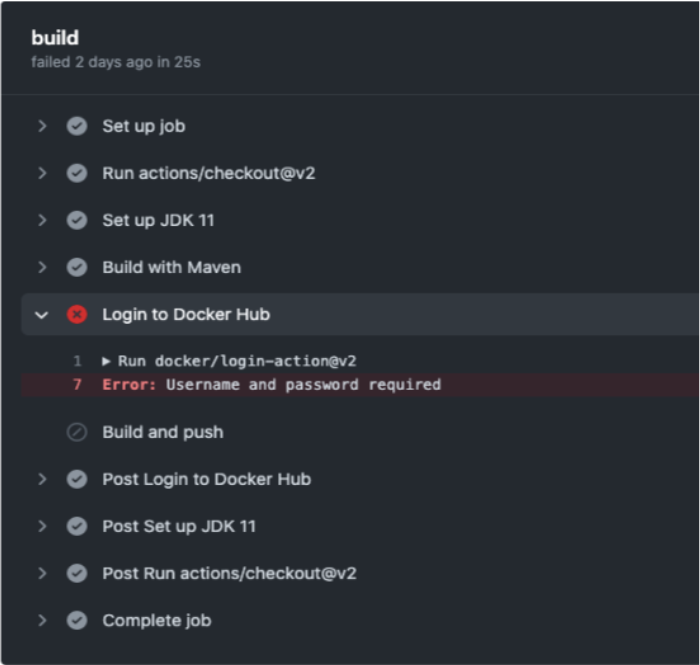 build
failed 2 days ago in 25s
Set up job
Run actions/checkout@v2
Set up JDK 11
Build with Maven
Login to Docker Hub
1 ▶ Run docker/login-action@v2
7 Error: Username and password required
Build and push
Post Login to Docker Hub
Post Set up JDK 11
Post Run actions/checkout@v2
Complete job